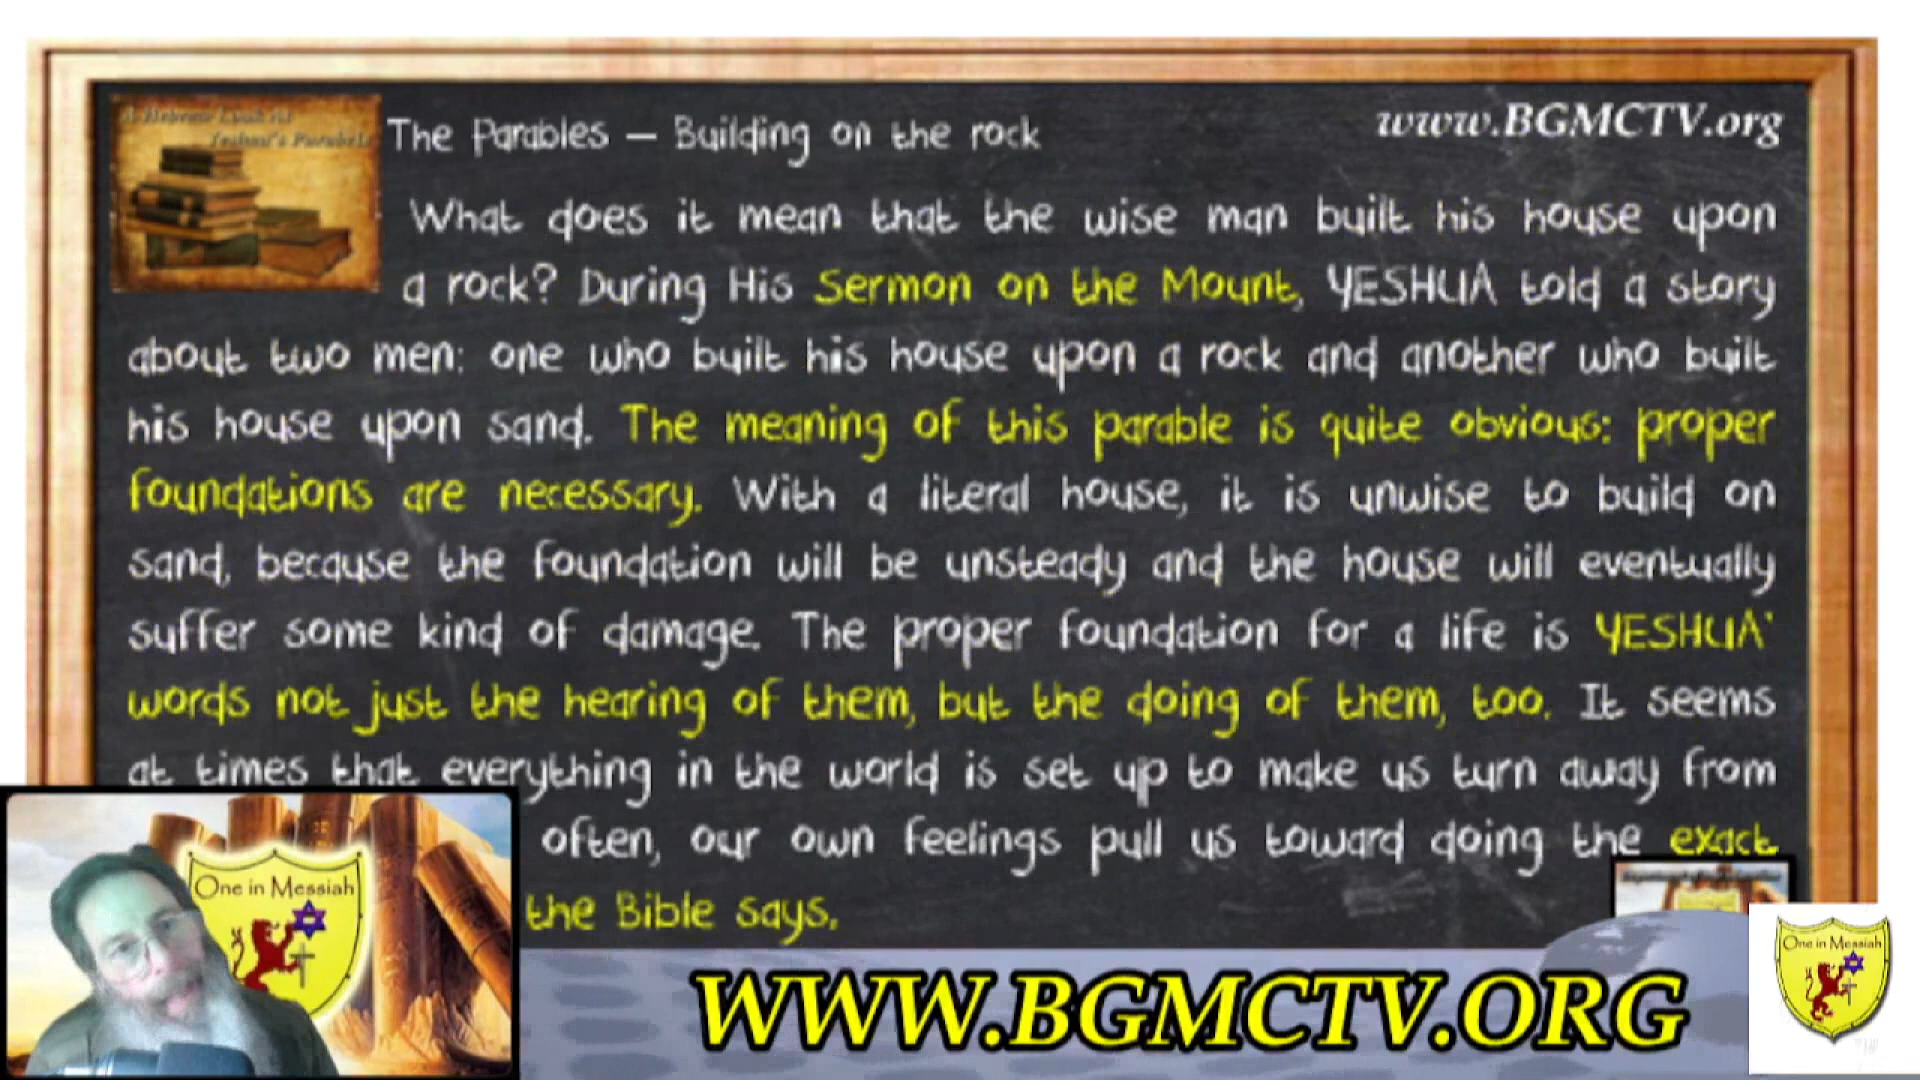 A Hebrew Look At
Yeshua's Parabels
The Parables – Building on the rock
www.BGMCTV.org
What does it mean that the wise man built his house upon
a rock? During His Sermon on the Mount, YESHUA told a story
about two men: one who built his house upon a rock and another who built
his house upon sand. The meaning of this parable is quite obvious: proper
foundations are necessary. With a literal house, it is unwise to build on
sand, because the foundation will be unsteady and the house will eventually
suffer some kind of damage. The proper foundation for a life is YESHUA'
words not just the hearing of them, but the doing of them, too. It seems
at times that everything in the world is set up to make us turn away from
often, our own feelings pull us toward doing the exact
the Bible says.
One in Messiah
WWW.BGMCTV.ORG
One in Messiah